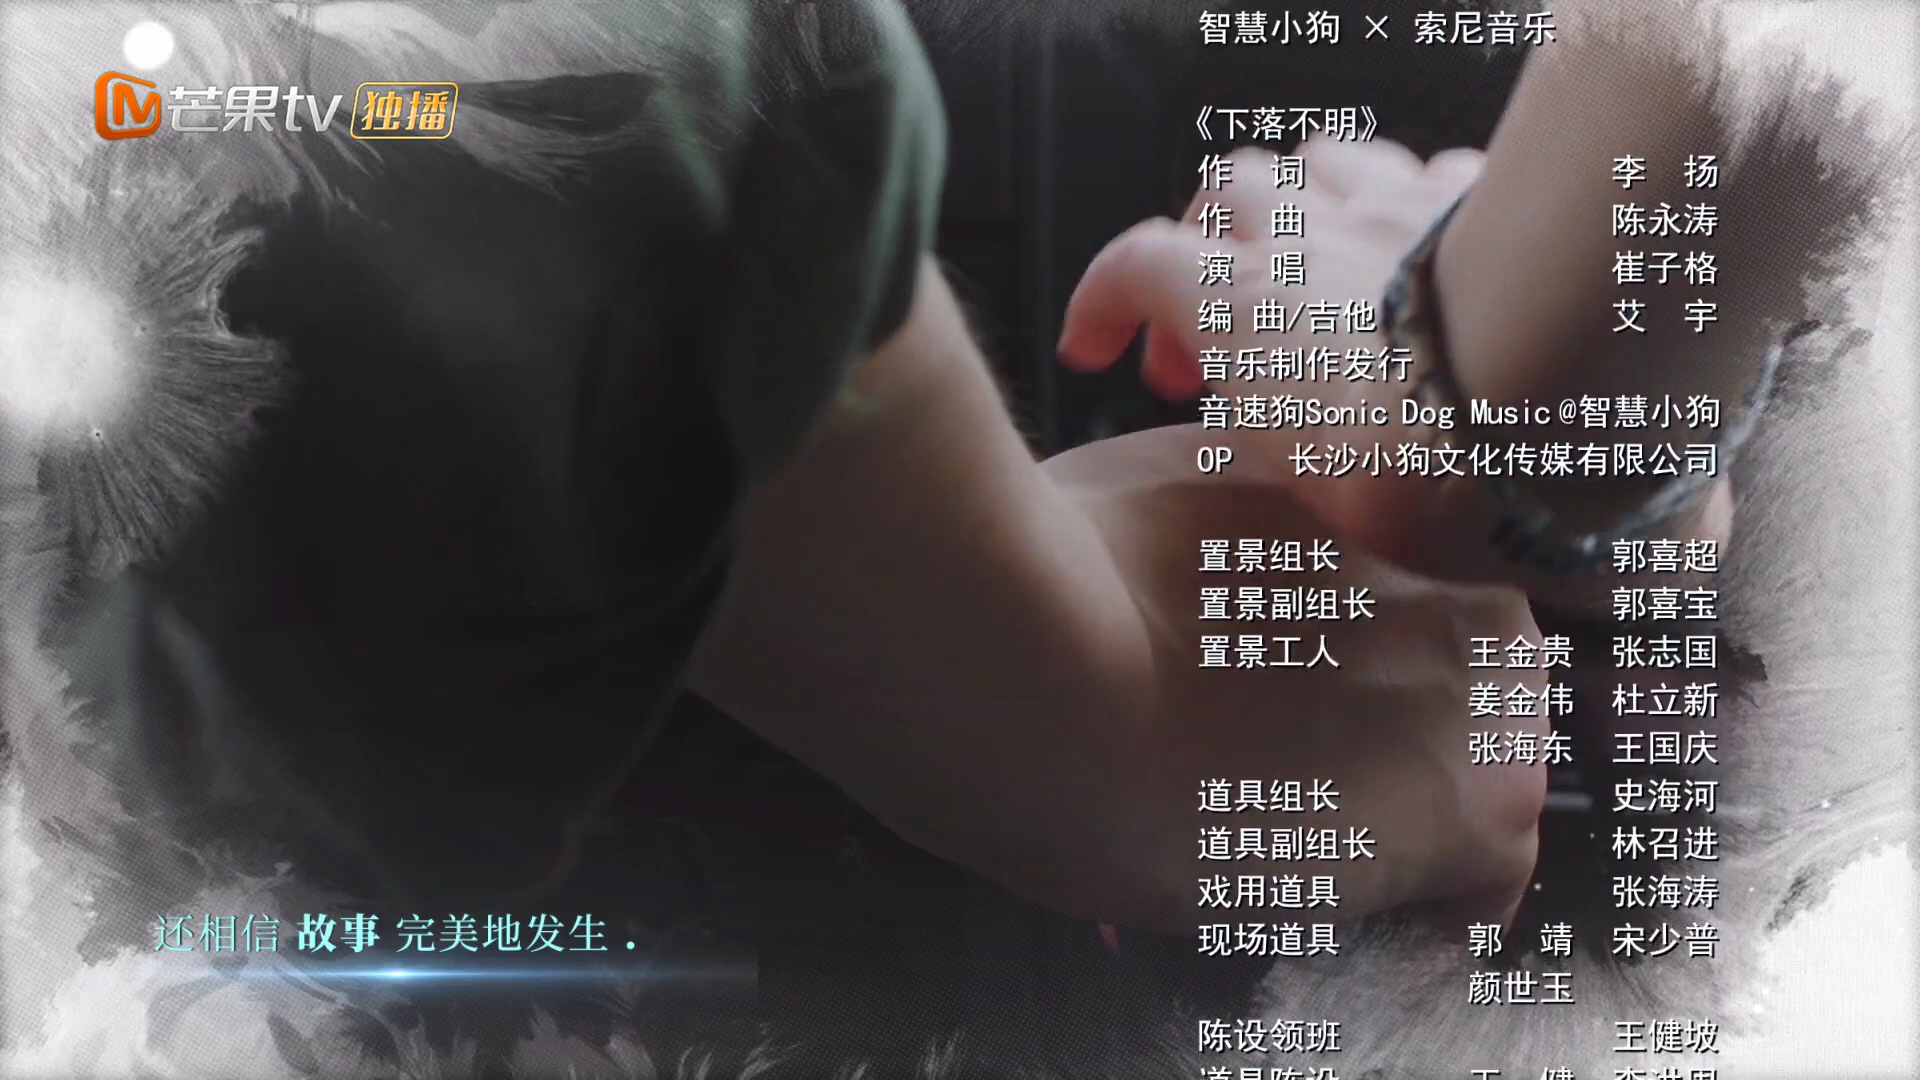 芒果tv 独播
智慧小狗 × 索尼音乐
《下落不明》
作 词 李 扬
作 曲 陈永涛
演 唱 崔子格
编 曲/吉他 艾 宇
音乐制作发行
音速狗Sonic Dog Music@智慧小狗
OP 长沙小狗文化传媒有限公司
置景组长 郭喜超
置景副组长 郭喜宝
置景工人 王金贵 张志国
姜金伟 杜立新
张海东 王国庆
道具组长 史海河
道具副组长 林召进
戏用道具 张海涛
现场道具 郭 靖 宋少普
颜世玉
陈设领班 王健坡
还相信 故事 完美地发生 .